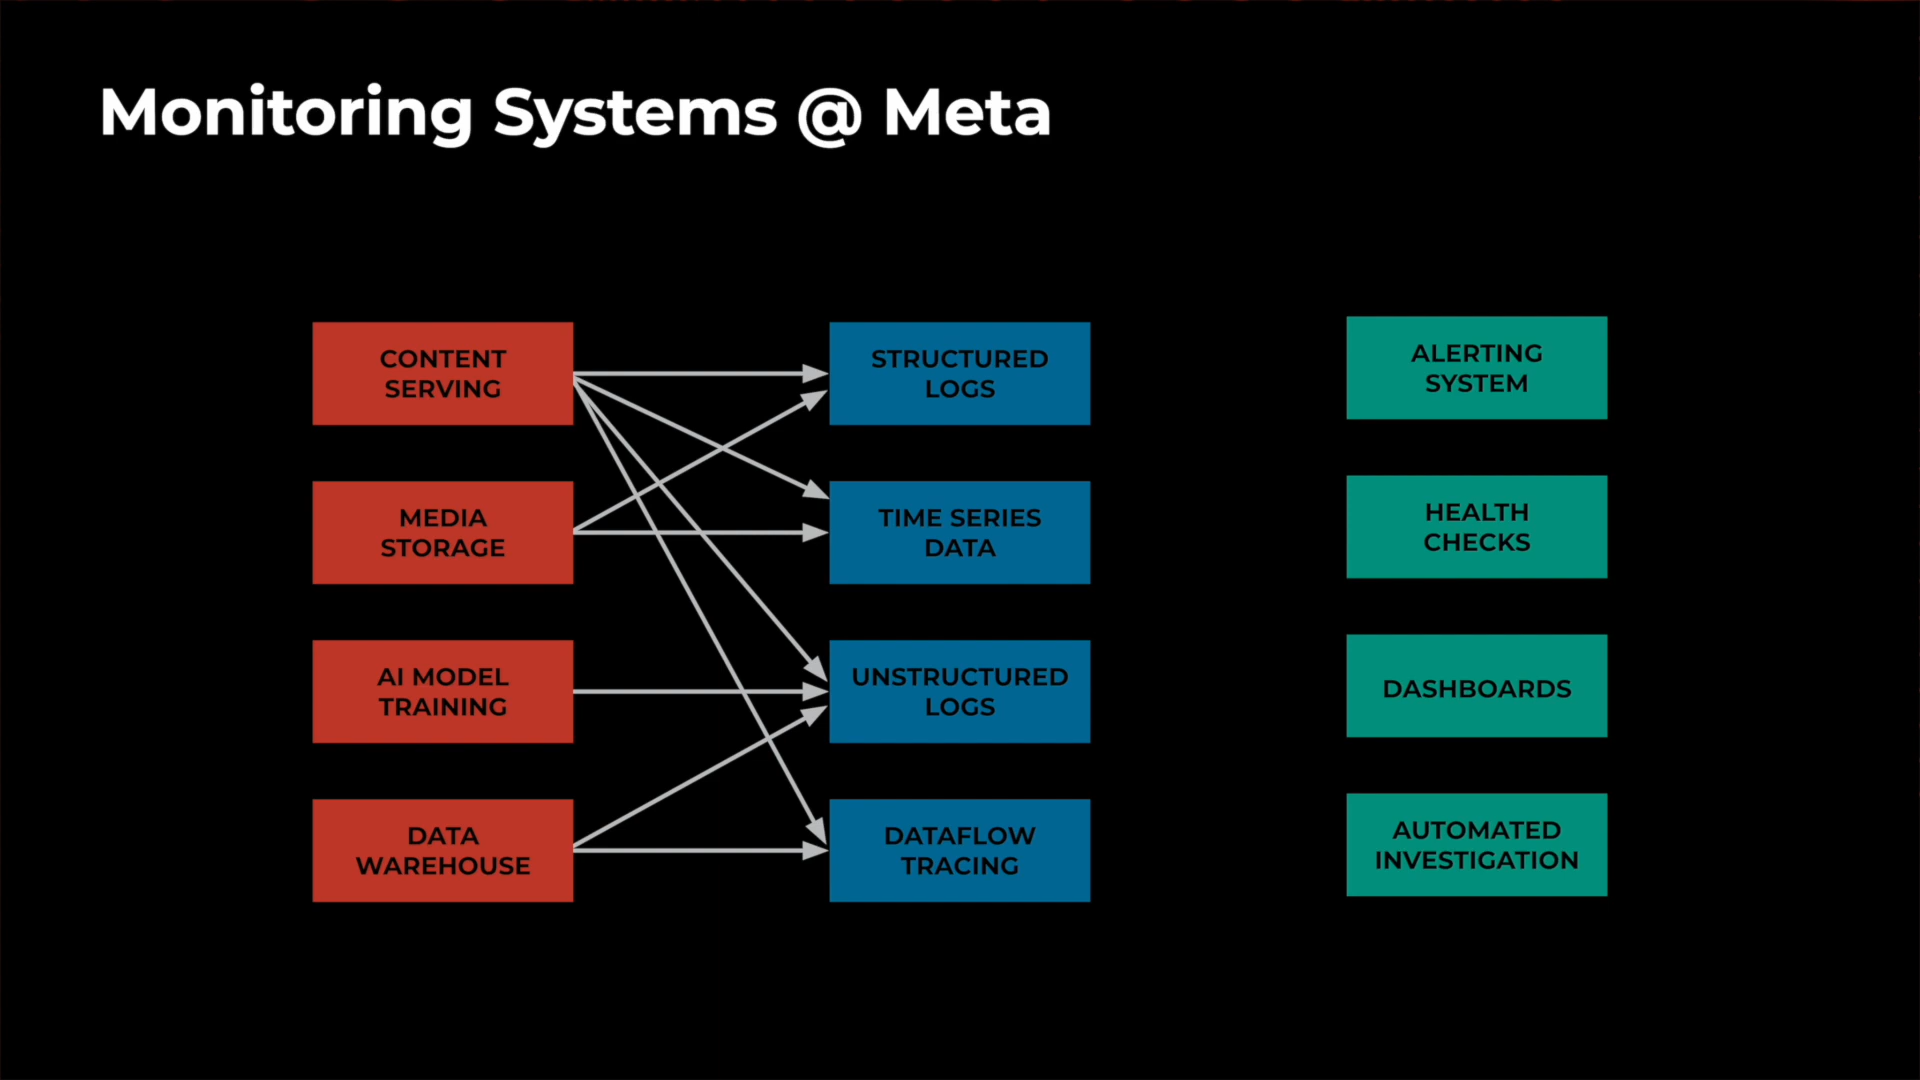 Monitoring Systems @ Meta
CONTENT
SERVING
STRUCTURED
LOGS
ALERTING
SYSTEM
MEDIA
STORAGE
TIME SERIES
DATA
HEALTH
CHECKS
AI MODEL
TRAINING
UNSTRUCTURED
LOGS
DASHBOARDS
DATA
WAREHOUSE
DATAFLOW
TRACING
AUTOMATED
INVESTIGATION